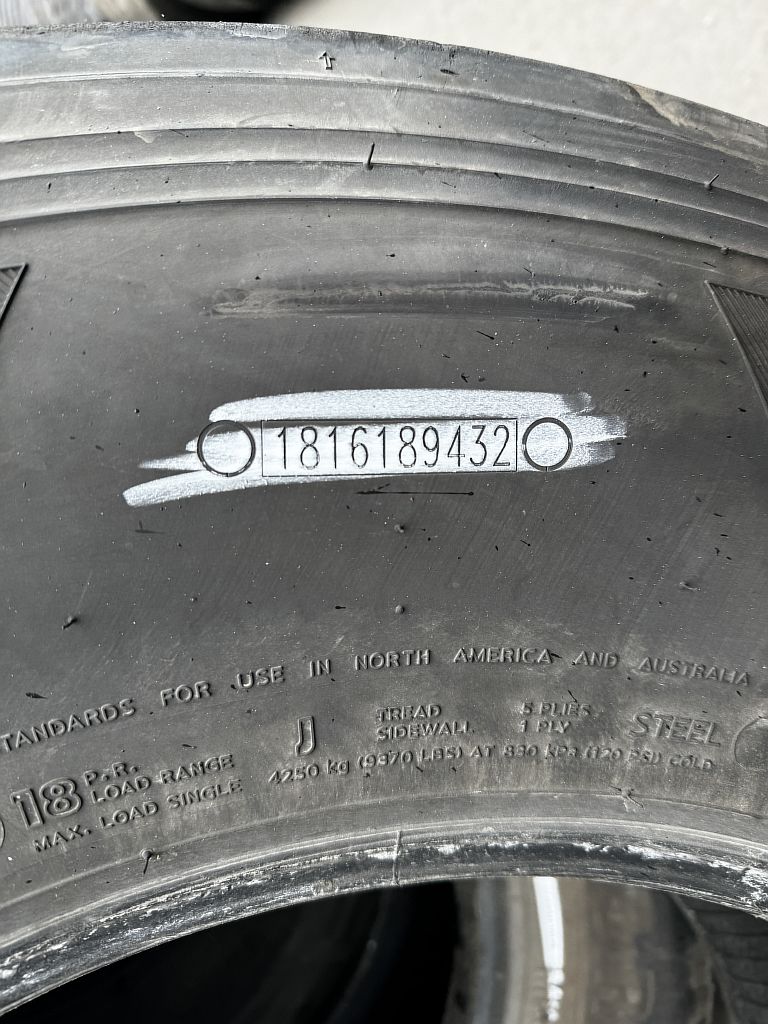 1816189432
TANDARDS FOR USE IN NORTH AMERICA AND AUSTRALIA
18 P.R. LOAD RANGE J TREAD 5 PLIES STEEL
SIDEWALL 1 PLY
MAX. LOAD SINGLE 4250 kg (9370 LBS) AT 830 kPa (120 PSI) COLD